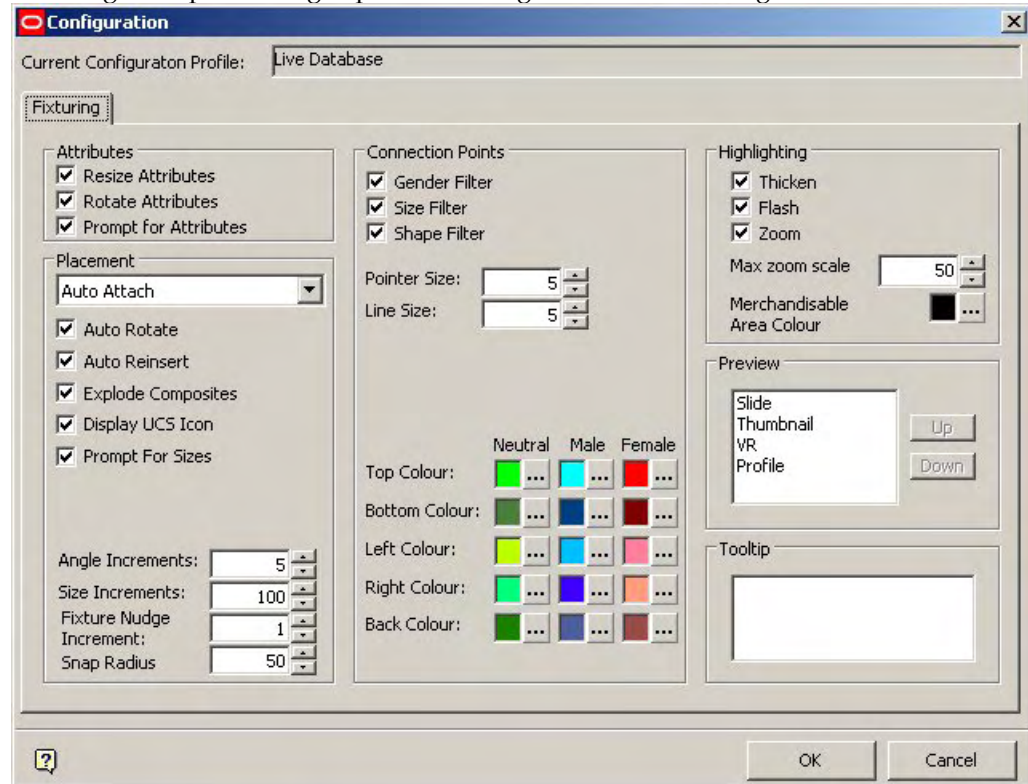 Configuration
Current Configuraton Profile: Live Database
Fixturing
Attributes
Resize Attributes
Rotate Attributes
Prompt for Attributes
Placement
Auto Attach
Auto Rotate
Auto Reinsert
Explode Composites
Display UCS Icon
Prompt For Sizes
Angle Increments: 5
Size Increments: 100
Fixture Nudge
Increment: 1
Snap Radius 50
Connection Points
Gender Filter
Size Filter
Shape Filter
Pointer Size: 5
Line Size: 5
Neutral Male Female
Top Colour: ... ... ...
Bottom Colour: ... ... ...
Left Colour: ... ... ...
Right Colour: ... ... ...
Back Colour: ... ... ...
Highlighting
Thicken
Flash
Zoom
Max zoom scale 50
Merchandisable
Area Colour ...
Preview
Slide
Thumbnail
VR
Profile
Up
Down
Tooltip
?
OK
Cancel